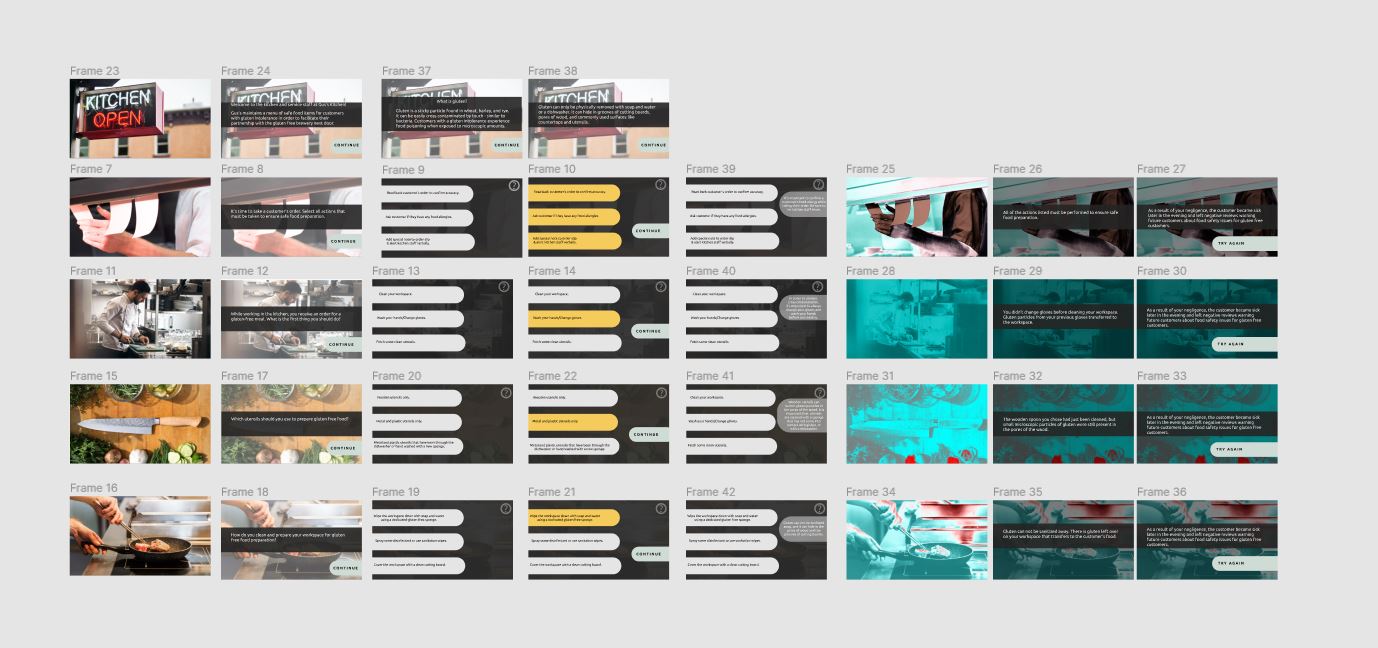 Frame 23
Frame 24
Frame 37
Frame 38
KITCHEN
OPEN
KITCHEN
Welcome to the kitchen and service staff at Gus's Kitchen!
Gus's maintains a menu of safe food items for customers
with gluten intolerance in order to facilitate their
partnership with the gluten free brewery next door.
CONTINUE
KITCHEN
What is gluten?
Gluten is a sticky particle found in wheat, barley, and rye.
It can be easily cross contaminated by touch - similar to
bacteria. Customers with a gluten intolerance experience
food poisoning when exposed to microscopic amounts.
CONTINUE
KITCHEN
Gluten can only be physically removed with soap and water
or a dishwasher. It can hide in grooves of cutting boards,
pores of wood, and commonly used surfaces like
countertops and utensils.
CONTINUE
Frame 7
Frame 8
Frame 9
Frame 10
Frame 39
Frame 25
Frame 26
Frame 27
It's time to take a customer's order. Select all actions that
must be taken to ensure safe preparation.
CONTINUE
Read back customer's order to confirm accuracy.
Ask customer if they have any food allergies.
Add special note to order slip
& alert kitchen staff verbally.
?
Read back customer's order to confirm accuracy.
Ask customer if they have any food allergies.
Add special note to order slip
& alert kitchen staff verbally.
?
CONTINUE
Read back customer's order to confirm accuracy.
Ask customer if they have any food allergies.
Add special note to order slip
& alert kitchen staff verbally.
?
All of the actions listed must be performed to ensure safe
food preparation.
As a result of your negligence, the customer became sick
later in the evening and left negative reviews warning
future customers about food safety issues for gluten free
customers.
TRY AGAIN
Frame 11
Frame 12
Frame 13
Frame 14
Frame 40
Frame 28
Frame 29
Frame 30
While working in the kitchen, you receive an order for a
gluten-free meal. What is the first thing you should do?
CONTINUE
Clean your workspace.
Wash your hands/Change gloves.
Fetch some clean utensils.
?
Clean your workspace.
Wash your hands/Change gloves.
Fetch some clean utensils.
?
CONTINUE
Clean your workspace.
Wash your hands/Change gloves.
Fetch some clean utensils.
?
You didn't change gloves before cleaning your workspace.
Gluten particles from your previous gloves transferred to
the workspace.
As a result of your negligence, the customer became sick
later in the evening and left negative reviews warning
future customers about food safety issues for gluten free
customers.
TRY AGAIN
Frame 15
Frame 17
Frame 20
Frame 22
Frame 41
Frame 31
Frame 32
Frame 33
Which utensils should you use to prepare gluten free food?
CONTINUE
Wooden utensils only.
Metal and plastic utensils only.
Metal and plastic utensils that have been through the
dishwasher or hand washed with a new sponge.
?
Wooden utensils only.
Metal and plastic utensils only.
Metal and plastic utensils that have been through the
dishwasher or hand washed with a new sponge.
?
CONTINUE
Clean your workspace.
Wash your hands/Change gloves.
Fetch some clean utensils.
?
The wooden spoon you chose had just been cleaned, but
small microscopic particles of gluten were still present in
the pores of the wood.
As a result of your negligence, the customer became sick
later in the evening and left negative reviews warning
future customers about food safety issues for gluten free
customers.
TRY AGAIN
Frame 16
Frame 18
Frame 19
Frame 21
Frame 42
Frame 34
Frame 35
Frame 36
How do you clean and prepare your workspace for gluten
free food preparation?
CONTINUE
Wipe the workspace down with soap and water
using a dedicated gluten-free sponge.
Spray some disinfectant or use sanitation wipes.
Cover the workspace with a clean cutting board.
?
Wipe the workspace down with soap and water
using a dedicated gluten-free sponge.
Spray some disinfectant or use sanitation wipes.
Cover the workspace with a clean cutting board.
?
CONTINUE
Wipe the workspace down with soap and water
using a dedicated gluten-free sponge.
Spray some disinfectant or use sanitation wipes.
Cover the workspace with a clean cutting board.
?
Gluten can not be sanitized away. There is gluten left over
on your workspace that transfers to the customer's food.
As a result of your negligence, the customer became sick
later in the evening and left negative reviews warning
future customers about food safety issues for gluten free
customers.
TRY AGAIN